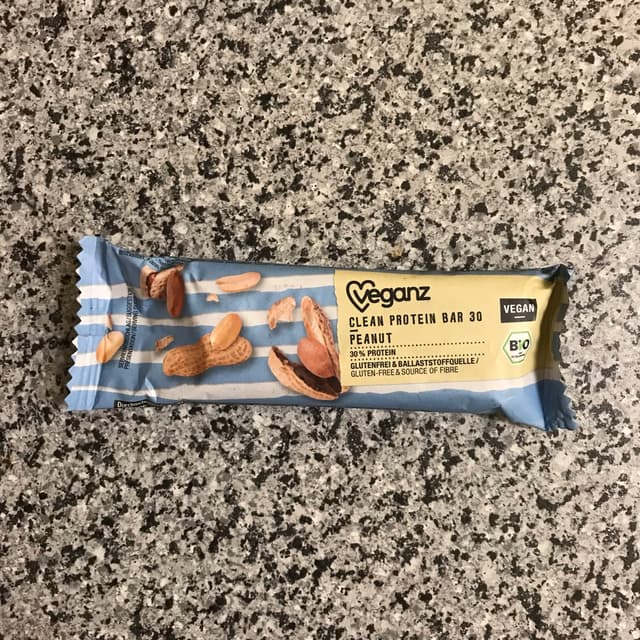 Veganz
CLEAN PROTEIN BAR 30
PEANUT
30% PROTEIN
GLUTENFREI & BALLASTSTOFFQUELLE /
GLUTEN-FREE & SOURCE OF FIBRE
VEGAN
BIO